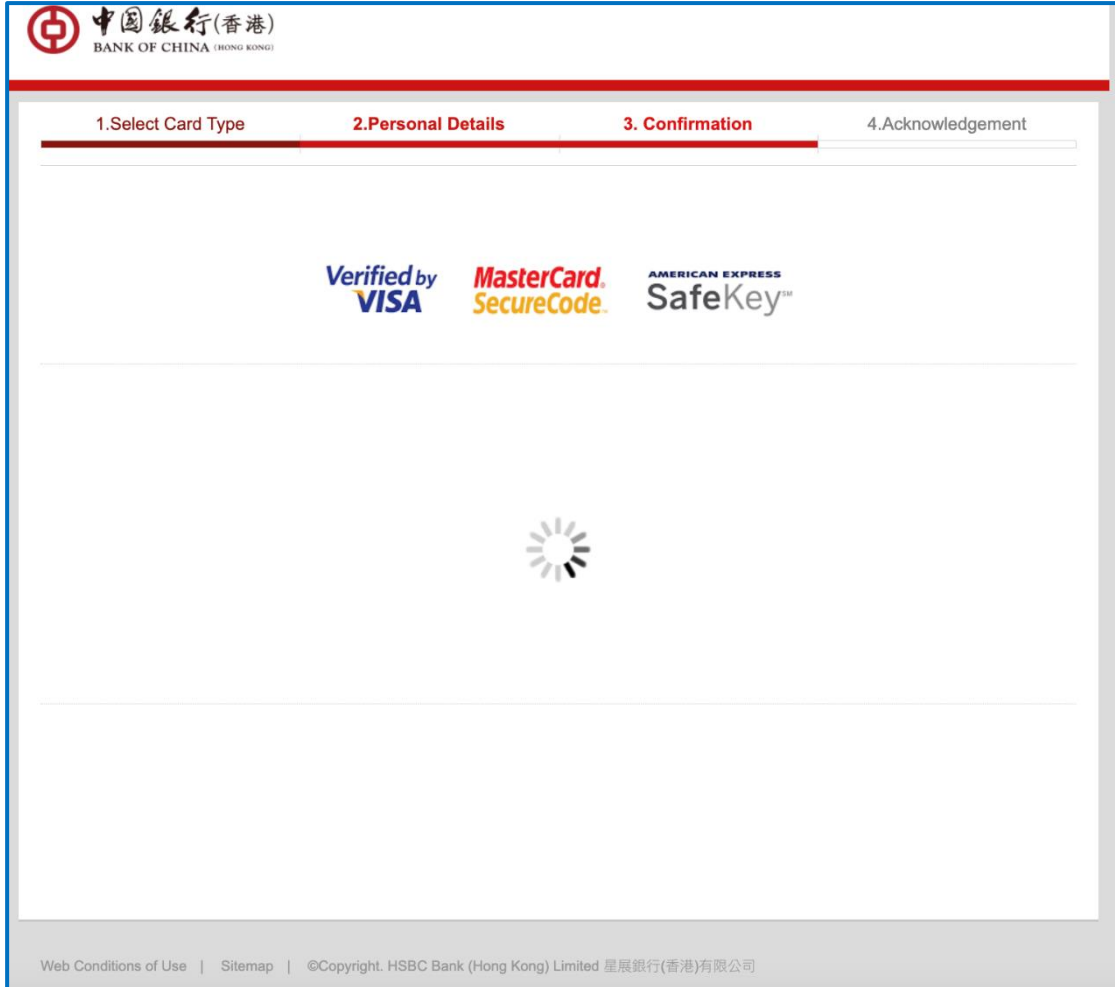 中国銀行(香港)
BANK OF CHINA (HONG KONG)
1.Select Card Type 2.Personal Details 3. Confirmation 4.Acknowledgement
Verified by VISA
MasterCard. SecureCode.
AMERICAN EXPRESS SafeKey SM
Web Conditions of Use | Sitemap | ©Copyright. HSBC Bank (Hong Kong) Limited 星展銀行(香港)有限公司